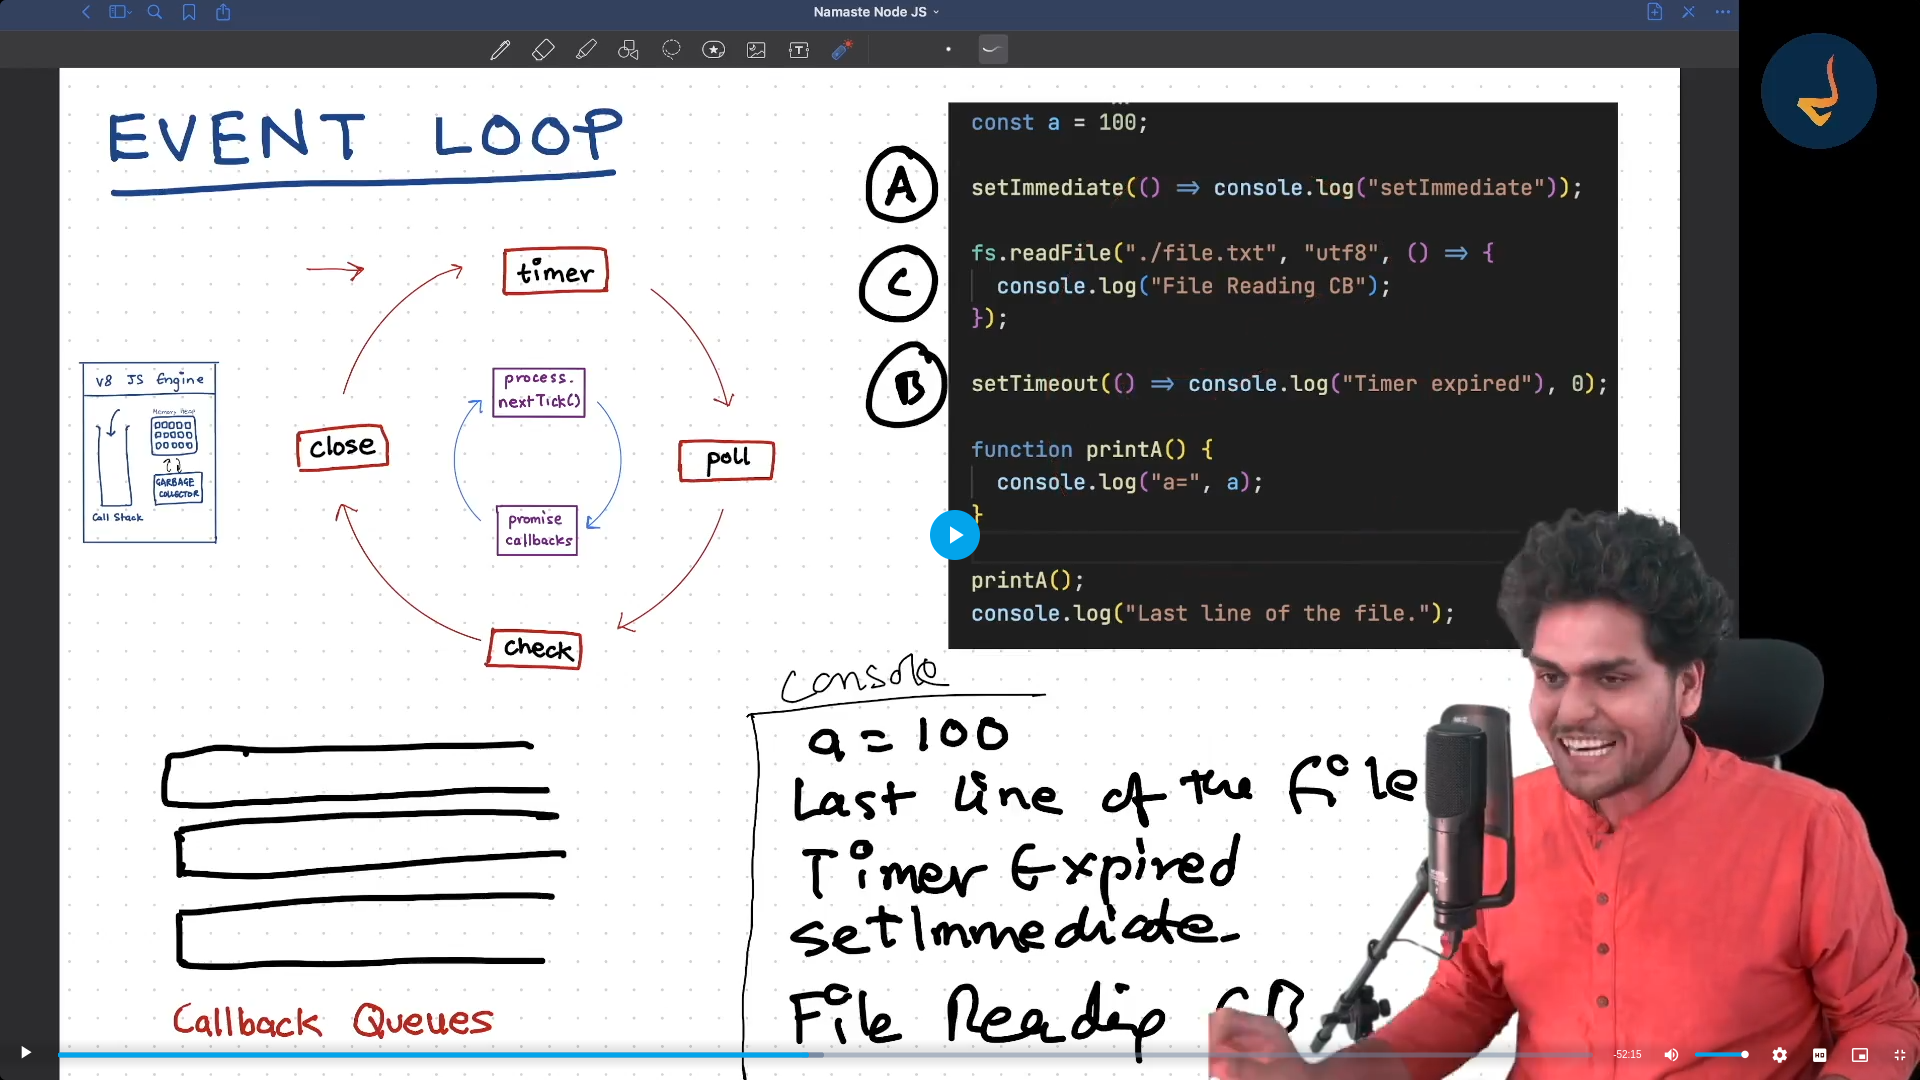 Namaste Node JS
EVENT LOOP
timer
process.
nextTick()
V8 JS Engine
Memory Heap
close
poll
GARBAGE
COLLECTOR
promise
callbacks
Call Stack
check
Callback Queues
A
C
B
const a = 100;
setImmediate(() => console.log("setImmediate"));
fs.readFile("./file.txt", "utf8", () => {
console.log("File Reading CB");
});
setTimeout(() => console.log("Timer expired"), 0);
function printA() {
console.log("a=", a);
}
printA();
console.log("Last line of the file.");
Console
a = 100
Last line of the file
Timer Expired
setImmediate
File Reading CB
-52:15
HD